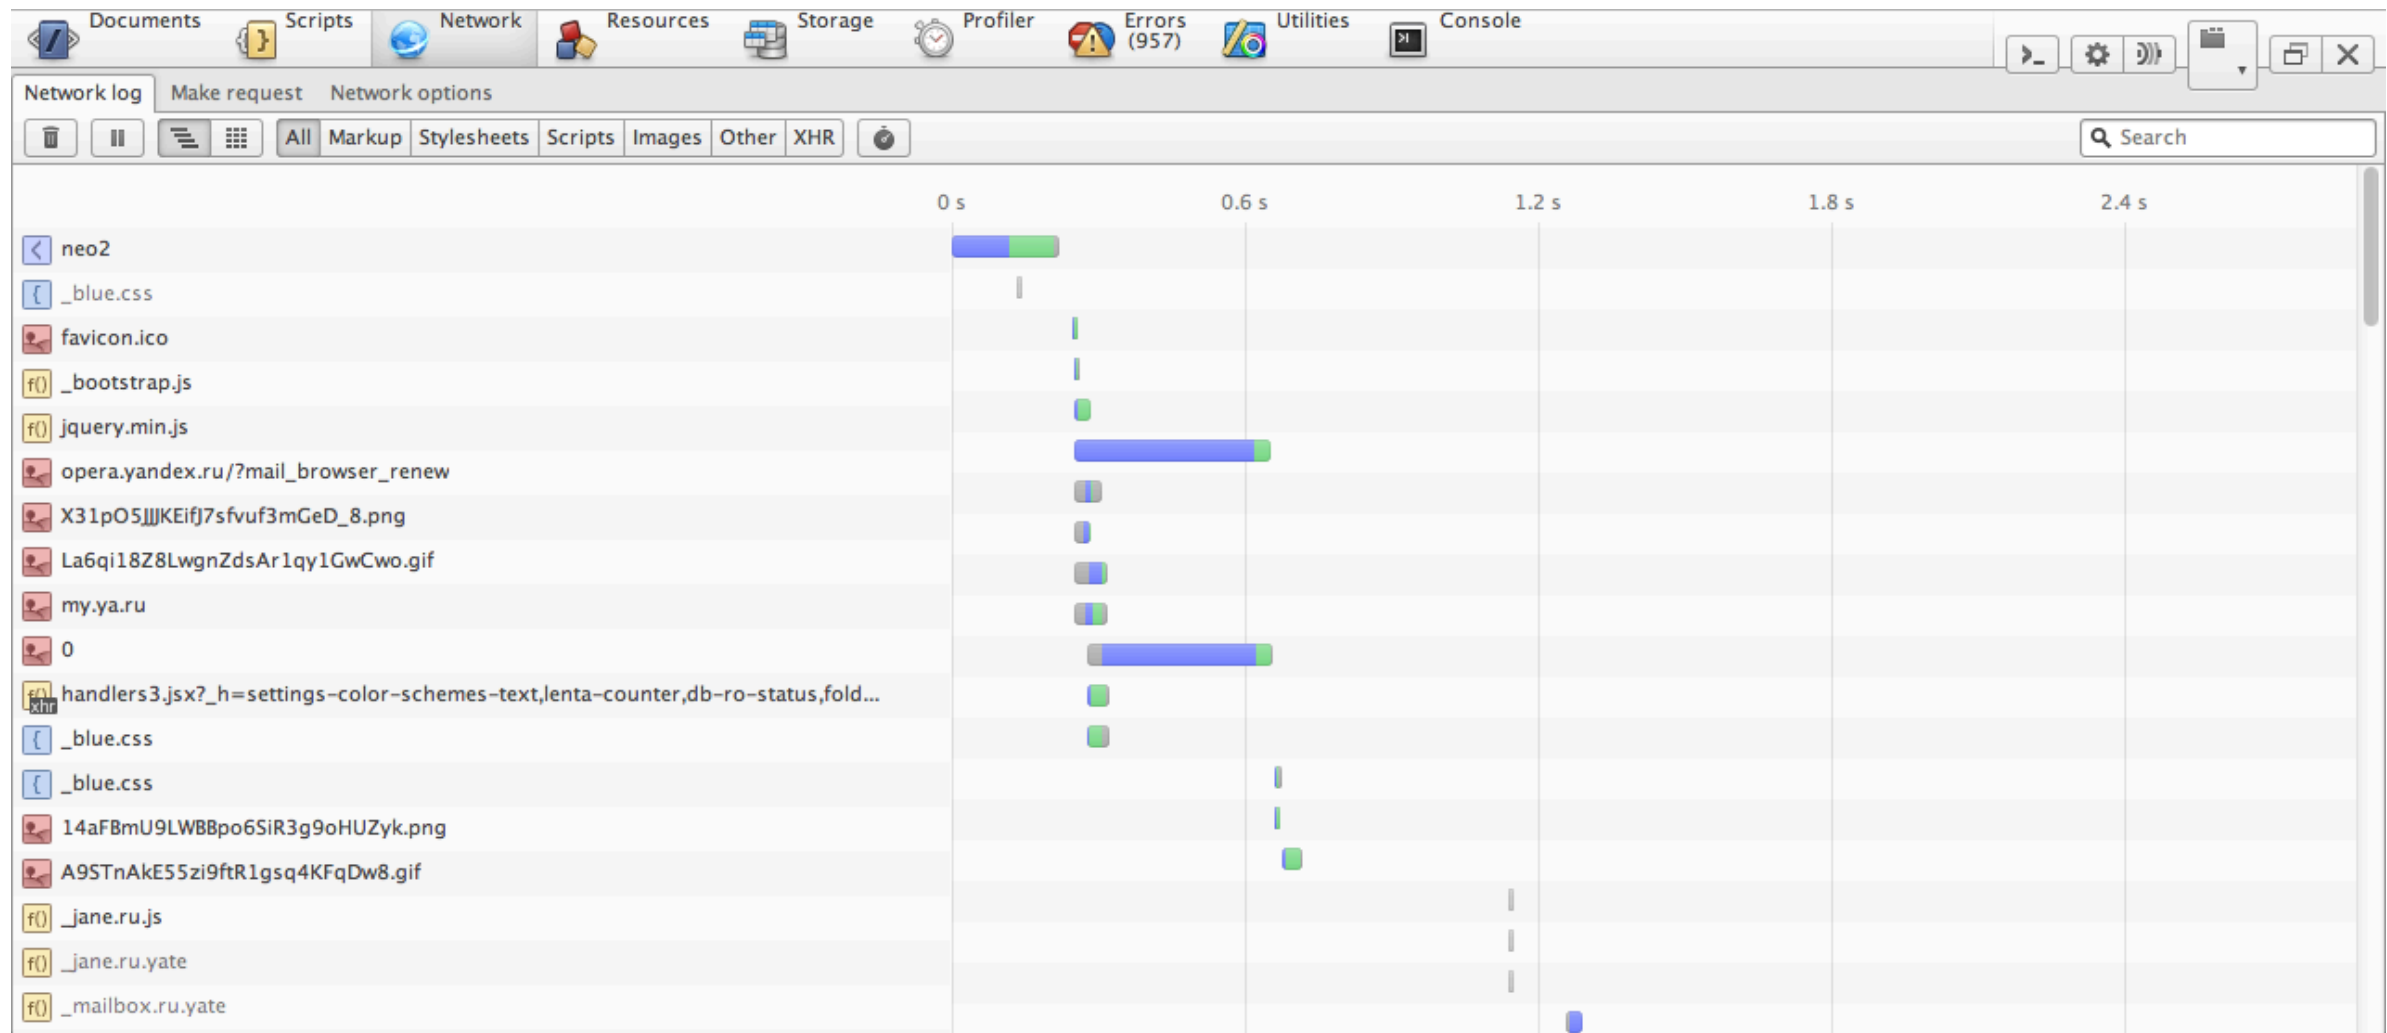 Documents Scripts Network Resources Storage Profiler Errors (957) Utilities Console
Network log Make request Network options
All Markup Stylesheets Scripts Images Other XHR Search
0 s 0.6 s 1.2 s 1.8 s 2.4 s
neo2
_blue.css
favicon.ico
_bootstrap.js
jquery.min.js
opera.yandex.ru/?mail_browser_renew
X31pO5JJJKEifJ7sfvuf3mGeD_8.png
La6qi18Z8LwgnZdsAr1qy1GwCwo.gif
my.ya.ru
0
handlers3.jsx?_h=settings-color-schemes-text,lenta-counter,db-ro-status,fold...
_blue.css
_blue.css
14aFBmU9LWBBpo6SiR3g9oHUZyk.png
A9STnAkE55zi9ftR1gsq4KFqDw8.gif
_jane.ru.js
_jane.ru.yate
_mailbox.ru.yate